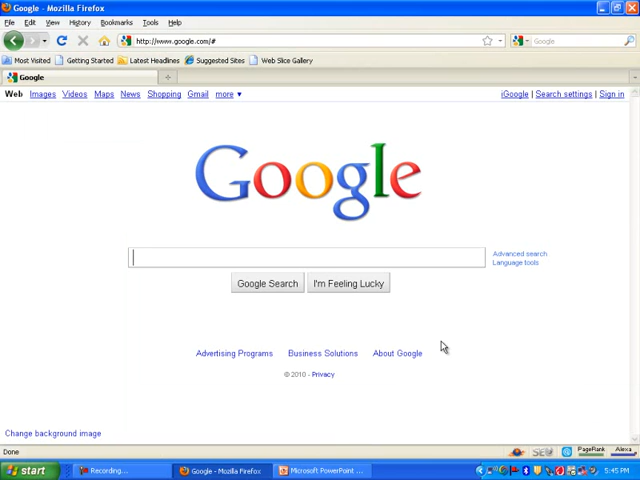 Google - Mozilla Firefox
File Edit View History Bookmarks Tools Help
http://www.google.com/# Google
Most Visited Getting Started Latest Headlines Suggested Sites Web Slice Gallery
Google
Web Images Videos Maps News Shopping Gmail more ▼ iGoogle | Search settings | Sign in
Google
Advanced search
Language tools
Google Search I'm Feeling Lucky
Advertising Programs Business Solutions About Google
© 2010 - Privacy
Change background image
Done PageRank Alexa
start Recording... Google - Mozilla Firefox Microsoft PowerPoint ... 5:45 PM